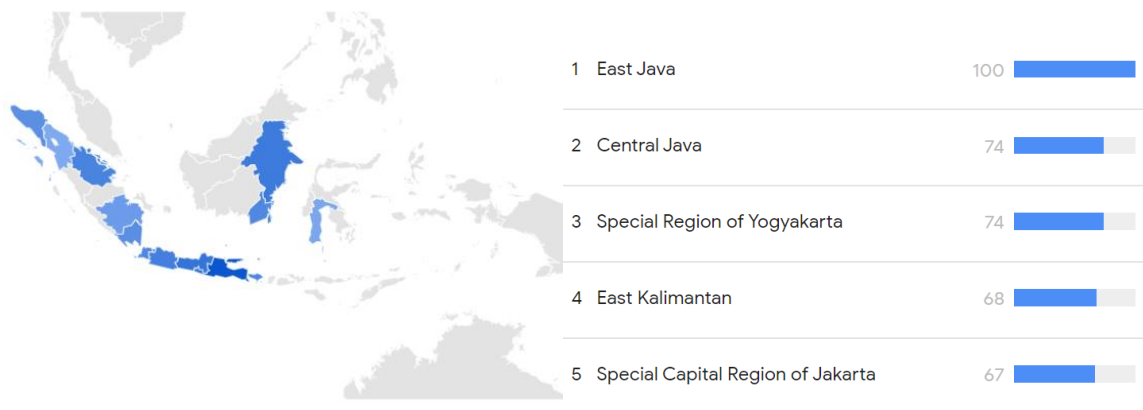 1 East Java 100
2 Central Java 74
3 Special Region of Yogyakarta 74
4 East Kalimantan 68
5 Special Capital Region of Jakarta 67